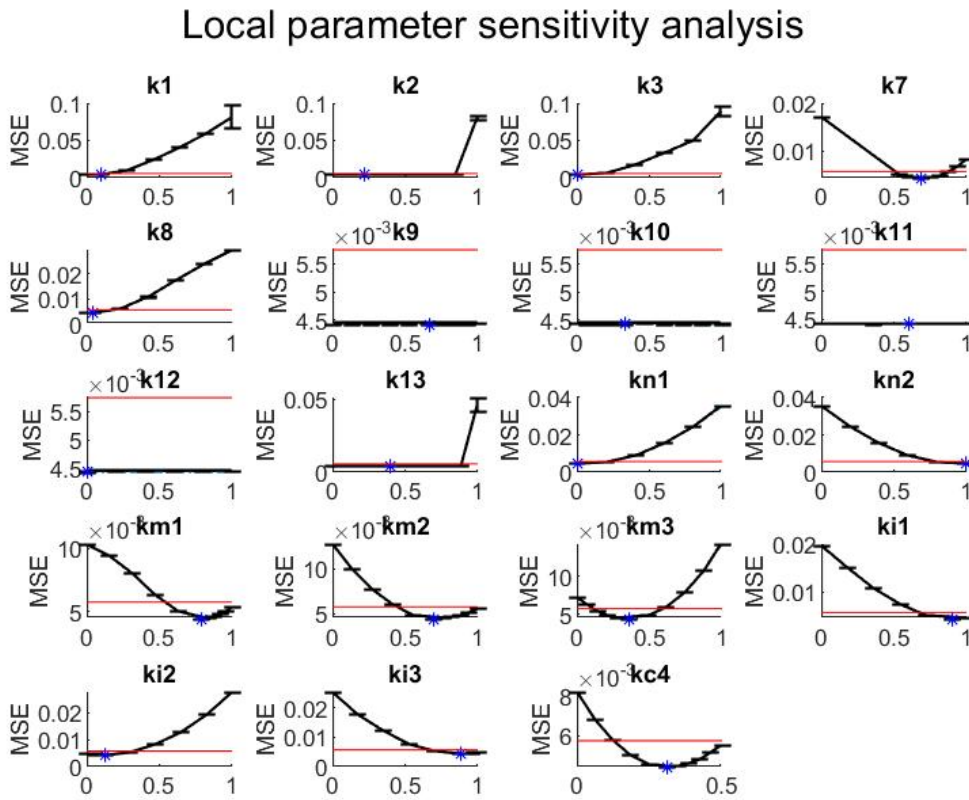 Local parameter sensitivity analysis
k1 k2 k3 k7
MSE 0.1 0.05 0 MSE 0.1 0.05 0 MSE 0.1 0.05 0 MSE 0.02 0.01
0 0.5 1 0 0.5 1 0 0.5 1 0 0.5 1
k8 ×10-3 k9 ×10-3 k10 ×10-3 k11
MSE 0.02 0.01 0 MSE 5.5 5 4.5 MSE 5.5 5 4.5 MSE 5.5 5 4.5
0 0.5 1 0 0.5 1 0 0.5 1 0 0.5 1
×10-3 k12 k13 kn1 kn2
MSE 5.5 5 4.5 MSE 0.05 0 MSE 0.04 0.02 0 MSE 0.04 0.02 0
0 0.5 1 0 0.5 1 0 0.5 1 0 0.5 1
×10-3 km1 ×10-3 km2 ×10-3 km3 ki1
MSE 10 5 MSE 10 5 MSE 10 5 MSE 0.02 0.01
0 0.5 1 0 0.5 1 0 0.5 1 0 0.5 1
ki2 ki3 ×10-3 kc4
MSE 0.02 0.01 0 MSE 0.02 0.01 0 MSE 8 6
0 0.5 1 0 0.5 1 0 0.5